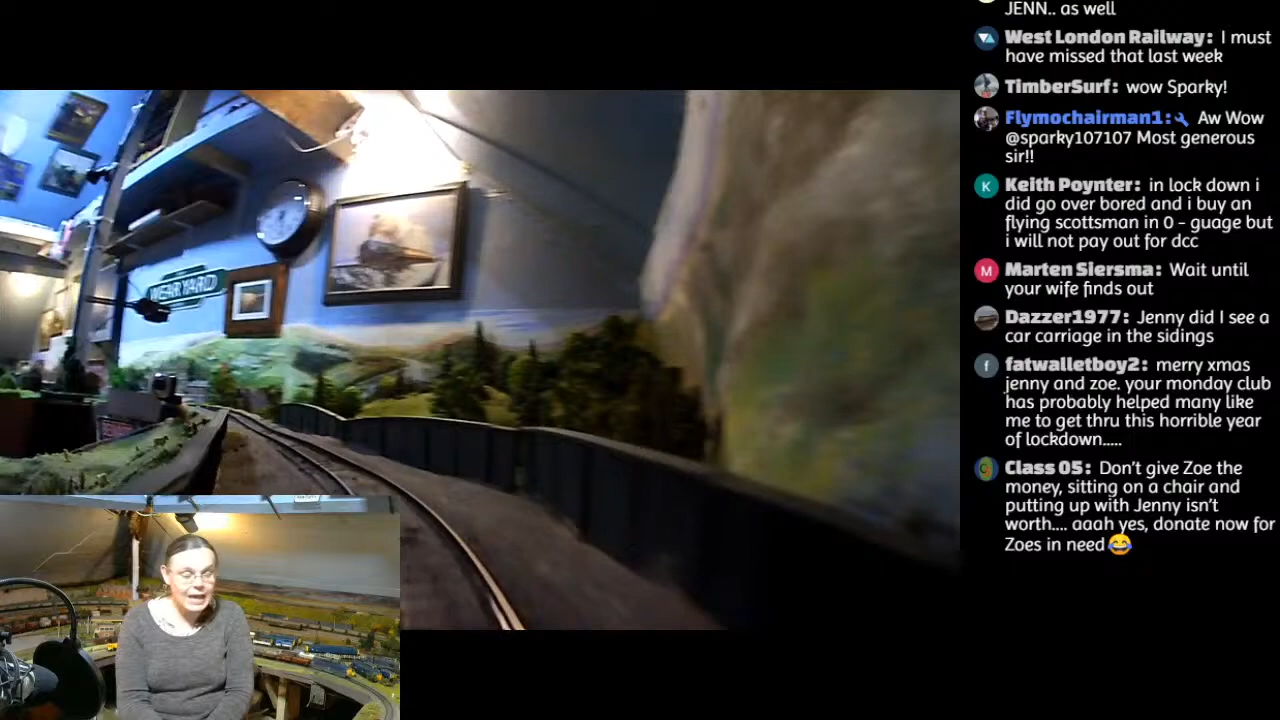 JENN.. as well
West London Railway: I must
have missed that last week
TimberSurf: wow Sparky!
Flymochairman1: Aw Wow
@sparky107107 Most generous
sir!!
K
Keith Poynter: in lock down i
did go over bored and i buy an
flying scottsman in 0 - guage but
i will not pay out for dcc
M
Marten Siersma: Wait until
your wife finds out
Dazzer1977: Jenny did I see a
car carriage in the sidings
f
fatwalletboy2: merry xmas
jenny and zoe. your monday club
has probably helped many like
me to get thru this horrible year
of lockdown.....
Class 05: Don't give Zoe the
money, sitting on a chair and
putting up with Jenny isn't
worth.... aaah yes, donate now for
Zoes in need😂
WEARYARD